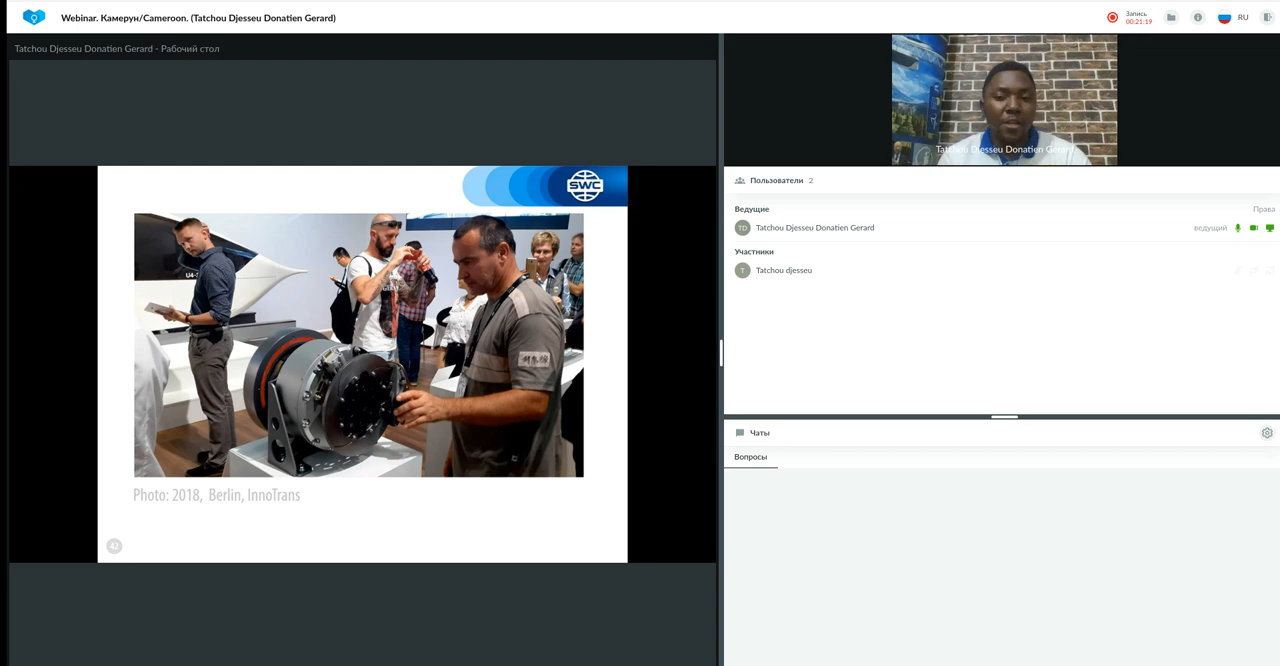 Webinar. Камерун/Cameroon. (Tatchou Djesseu Donatien Gerard)
Запись
00:21:19
RU
Tatchou Djesseu Donatien Gerard - Рабочий стол
SWC
U4-
Photo: 2018, Berlin, InnoTrans
42
Tatchou Djesseu Donatien Gerard
Пользователи 2
Ведущие Права
TD Tatchou Djesseu Donatien Gerard ведущий
Участники
T Tatchou djesseu
Чаты
Вопросы